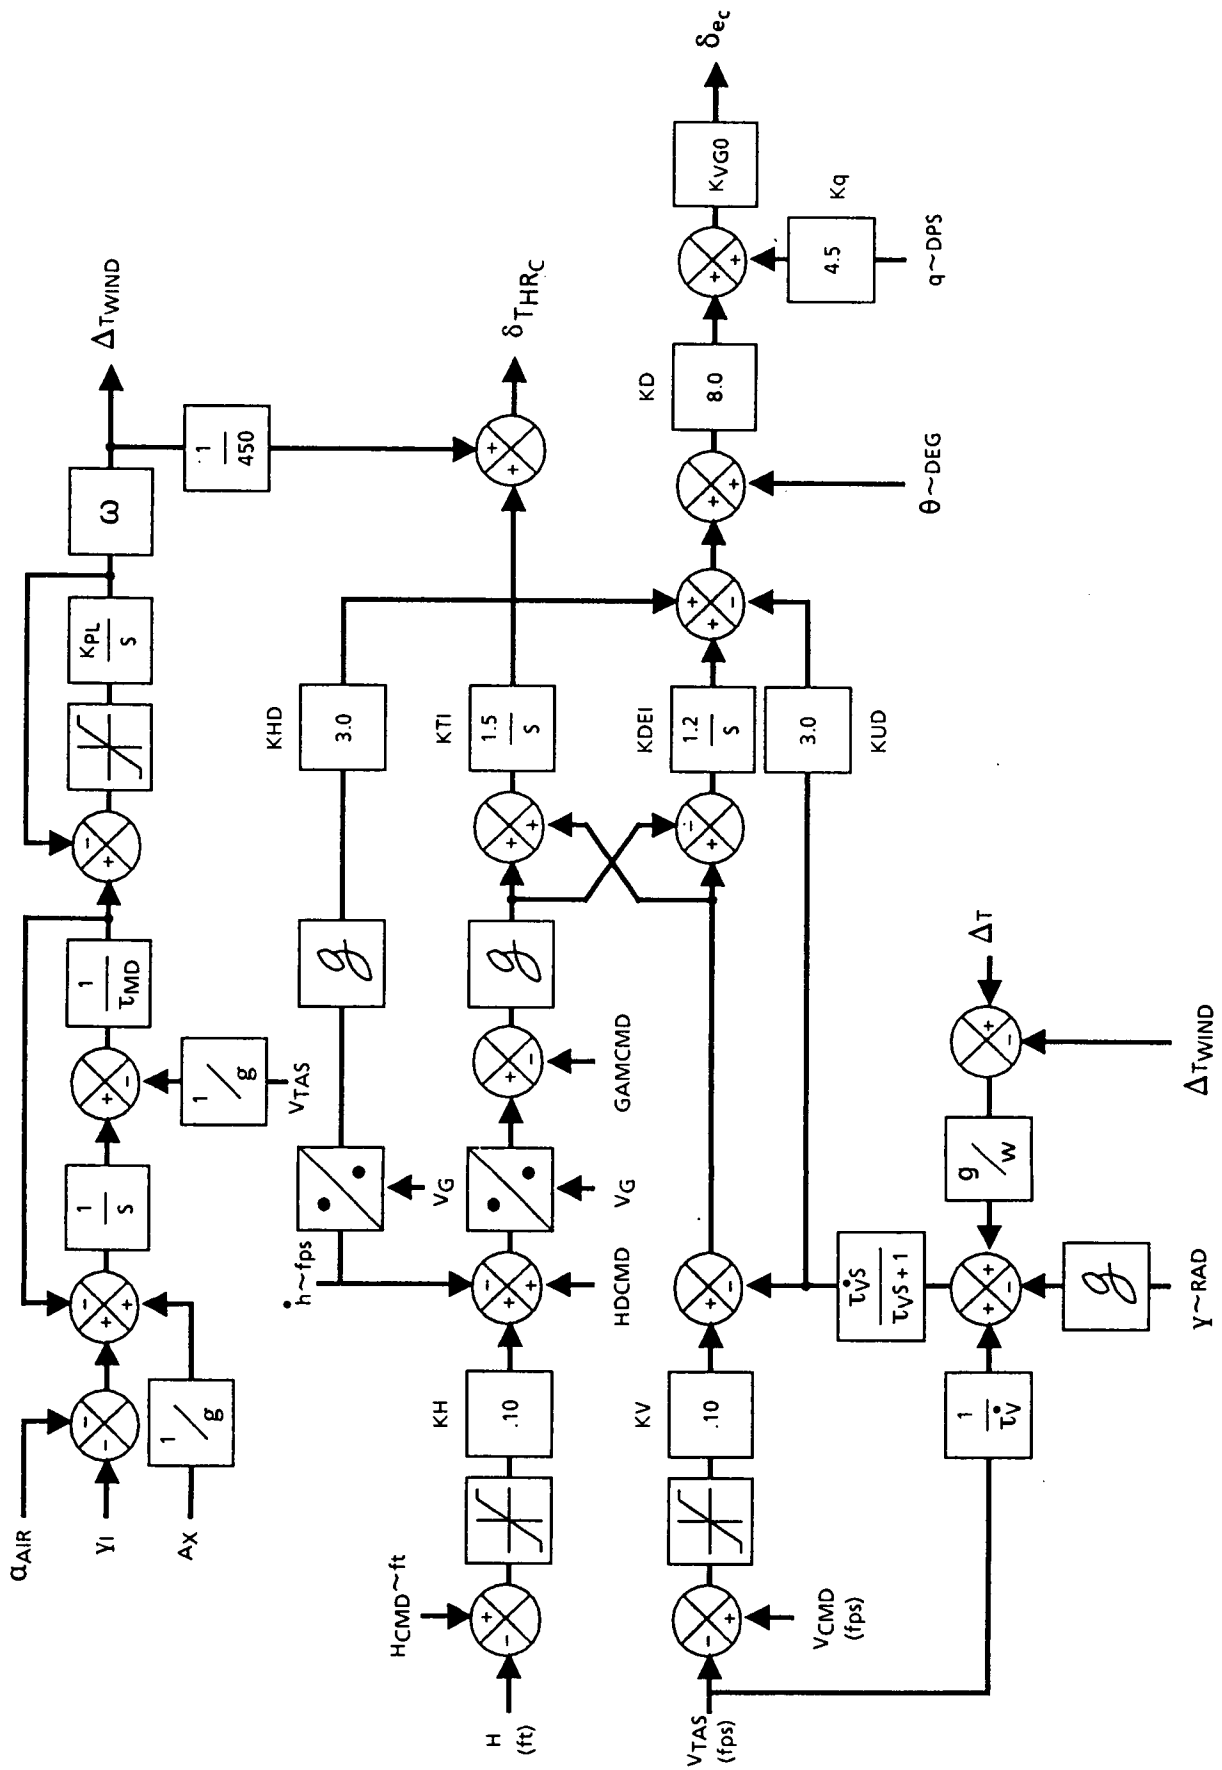 αAIR
γI
AX
1/g
1
S
1/g
VTAS
1
τMD
KPL
S
ω
ΔTWIND
1
450
ḣ~fps
VG
g
KHD
3.0
HCMD~ft
H
(ft)
KH
.10
HDCMD
VG
GAMCMD
g
KTI
1.5
S
δTHRC
VTAS
(fps)
VCMD
(fps)
KV
.10
KDEI
1.2
S
3.0
KUD
θ~DEG
KD
8.0
4.5
Kq
q~DPS
KVG0
δec
1
τV̇
τV̇S
τVS + 1
g
γ~RAD
g/w
ΔT
ΔTWIND